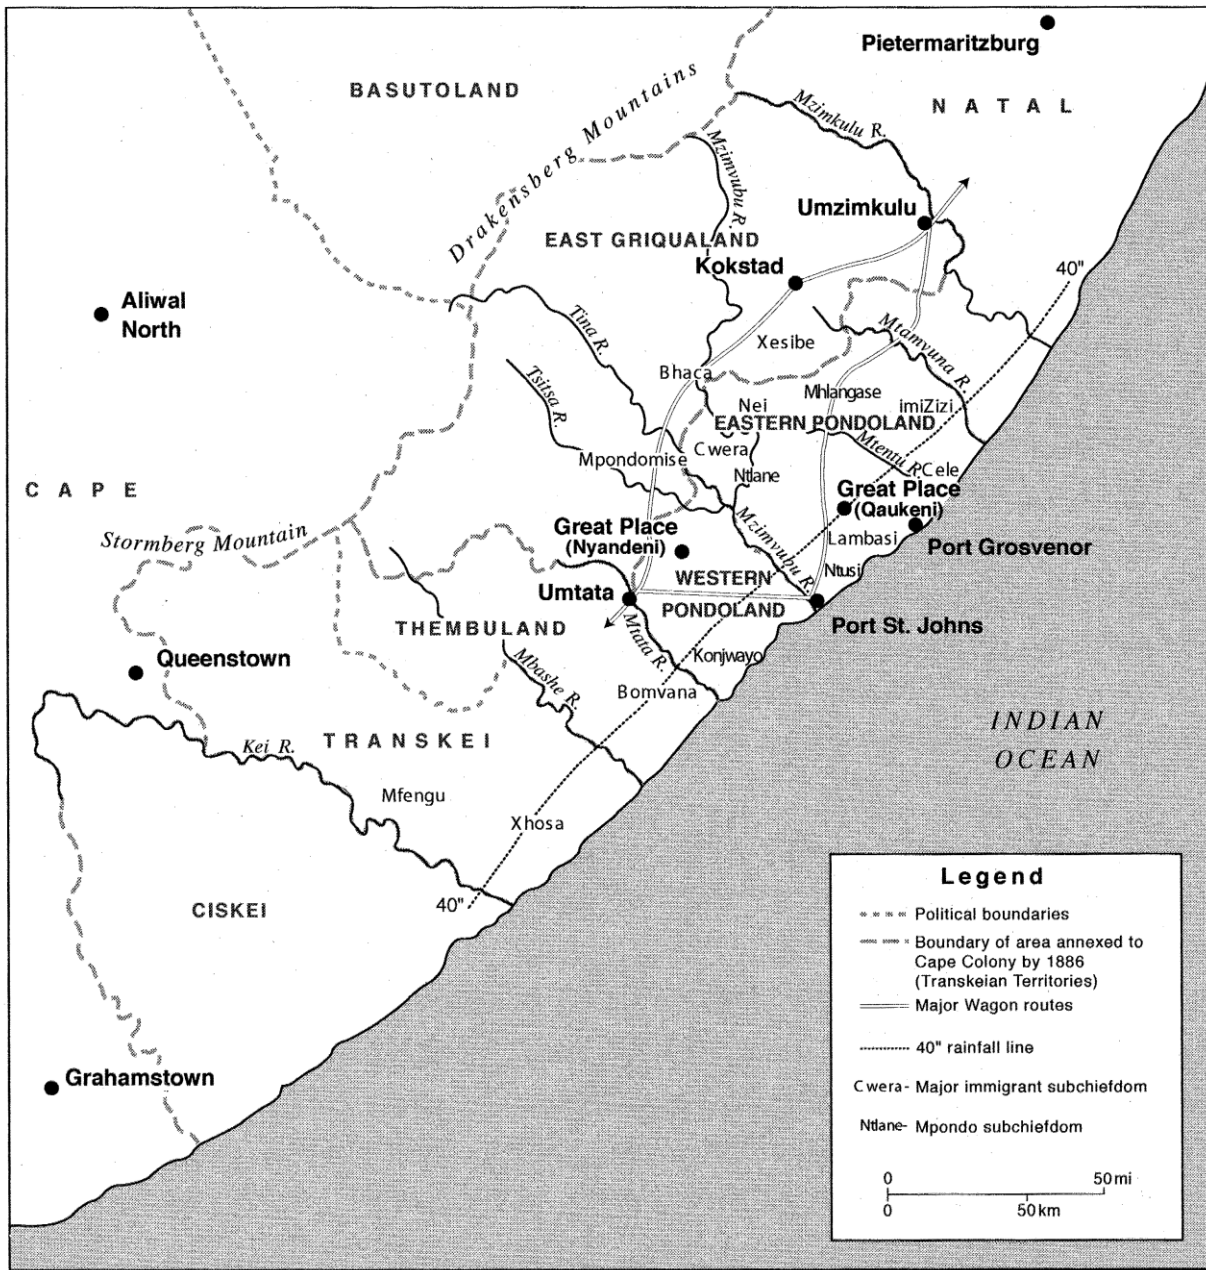 Pietermaritzburg
BASUTOLAND
NATAL
Drakensberg Mountains
Mzimkulu R.
Mzimvubu R.
Umzimkulu
EAST GRIQUALAND
Kokstad
40"
Aliwal
North
Tina R.
Xesibe
Mtamvuna R.
Tsitsa R.
Bhaca
Mhlangase
Nei
imiZizi
EASTERN PONDOLAND
Cwera
Mpondomise
Ntlane
Mtentu R.
Cele
CAPE
Great Place
(Qaukeni)
Stormberg Mountain
Great Place
(Nyandeni)
Mzimvubu R.
Lambasi
Port Grosvenor
WESTERN
PONDOLAND
Ntusi
Umtata
Port St. Johns
THEMBULAND
Mtata R.
Konjwayo
Queenstown
Mbashe R.
Bomvana
INDIAN
OCEAN
Kei R.
TRANSKEI
Mfengu
Xhosa
40"
CISKEI
Grahamstown
Legend
Political boundaries
Boundary of area annexed to
Cape Colony by 1886
(Transkeian Territories)
Major Wagon routes
40" rainfall line
Cwera- Major immigrant subchiefdom
Ntlane- Mpondo subchiefdom
0 50 mi
0 50 km